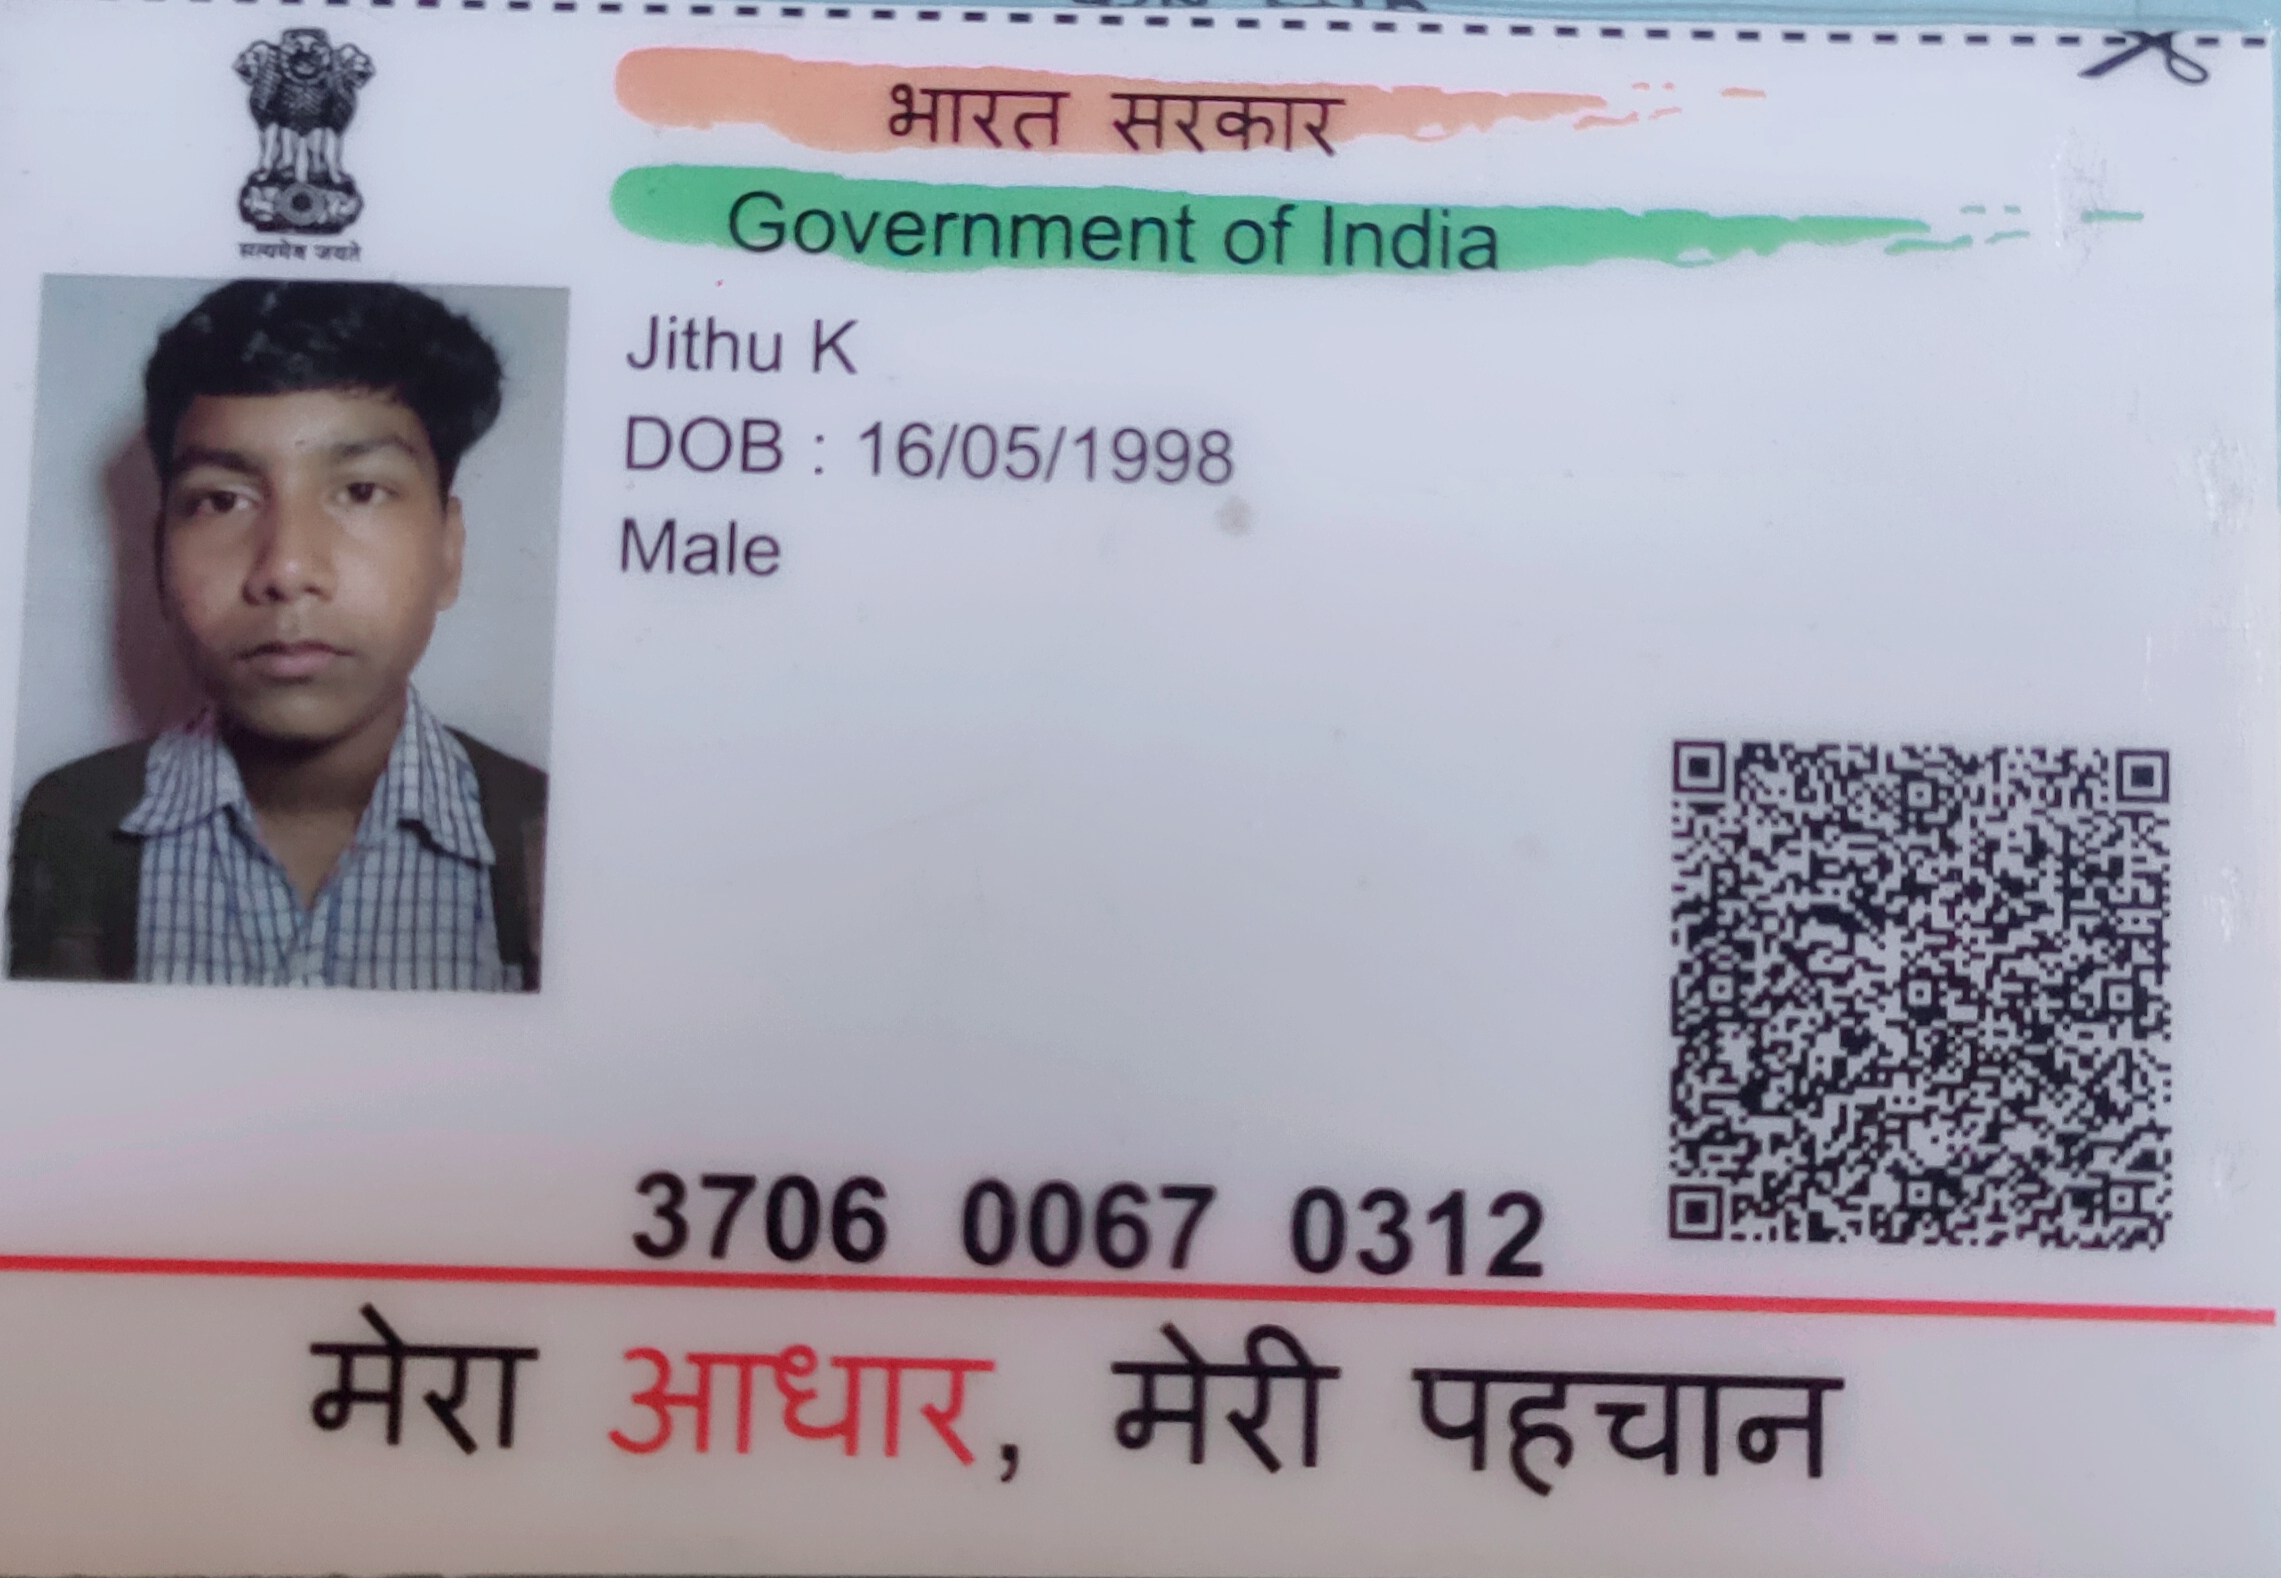 भारत सरकार
Government of India
सत्यमेव जयते
Jithu K
DOB : 16/05/1998
Male
3706 0067 0312
मेरा आधार, मेरी पहचान